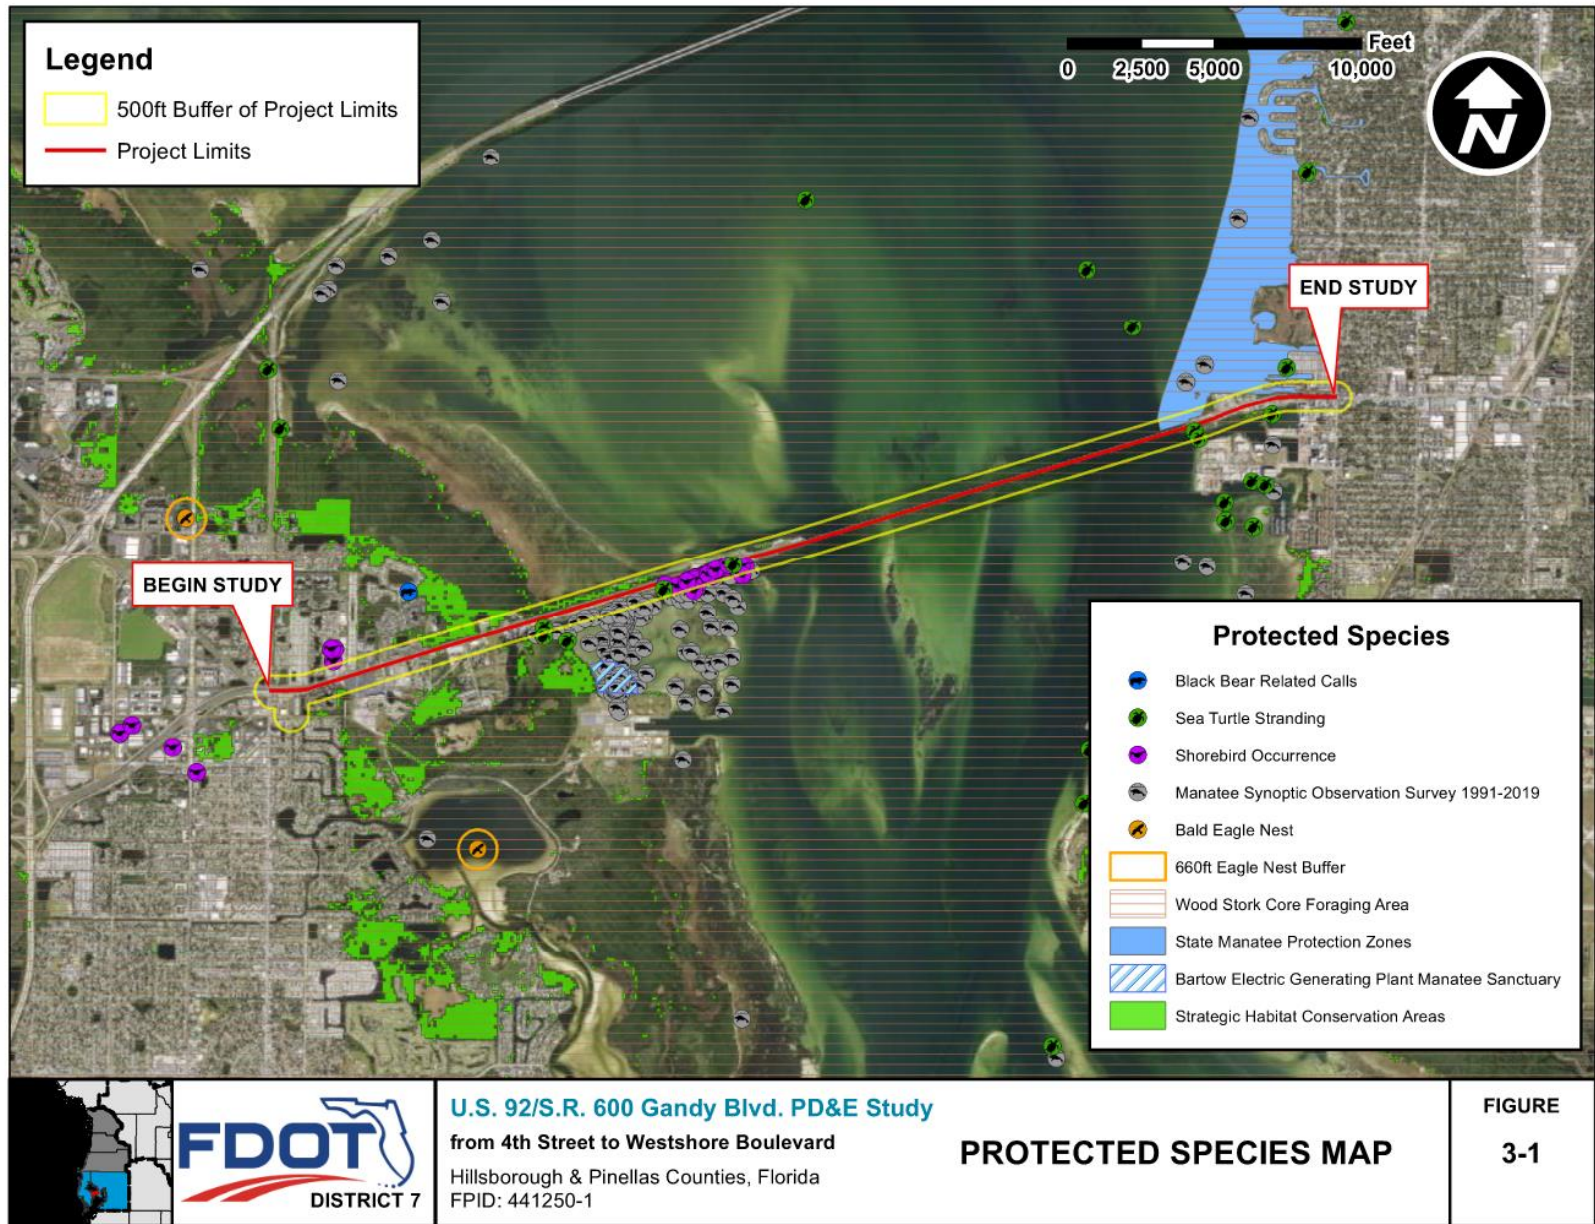 Legend
500ft Buffer of Project Limits
Project Limits
Feet
0 2,500 5,000 10,000
N
END STUDY
BEGIN STUDY
Protected Species
Black Bear Related Calls
Sea Turtle Stranding
Shorebird Occurrence
Manatee Synoptic Observation Survey 1991-2019
Bald Eagle Nest
660ft Eagle Nest Buffer
Wood Stork Core Foraging Area
State Manatee Protection Zones
Bartow Electric Generating Plant Manatee Sanctuary
Strategic Habitat Conservation Areas
FDOT
DISTRICT 7
U.S. 92/S.R. 600 Gandy Blvd. PD&E Study
from 4th Street to Westshore Boulevard
Hillsborough & Pinellas Counties, Florida
FPID: 441250-1
PROTECTED SPECIES MAP
FIGURE
3-1